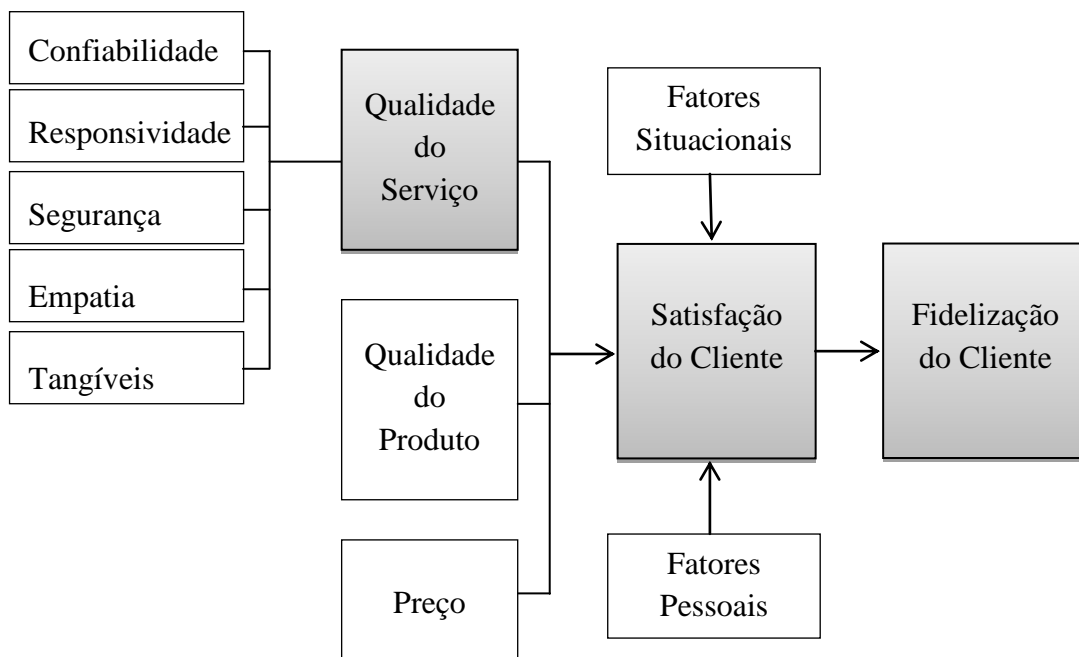 Confiabilidade
Responsividade
Segurança
Empatia
Tangíveis
Qualidade
do
Serviço
Qualidade
do
Produto
Preço
Fatores
Situacionais
Satisfação
do Cliente
Fatores
Pessoais
Fidelização
do Cliente